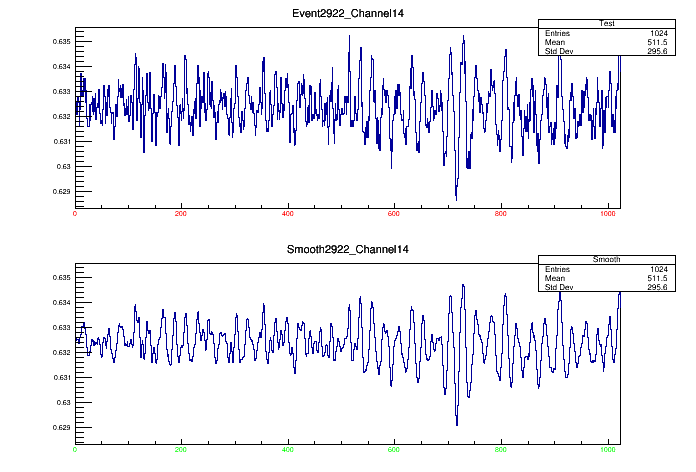 Event2922_Channel14
Test
Entries 1024
Mean 511.5
Std Dev 295.6
0.635
0.634
0.633
0.632
0.631
0.63
0.629
0 200 400 600 800 1000
Smooth2922_Channel14
Smooth
Entries 1024
Mean 511.5
Std Dev 295.6
0.635
0.634
0.633
0.632
0.631
0.63
0.629
0 200 400 600 800 1000